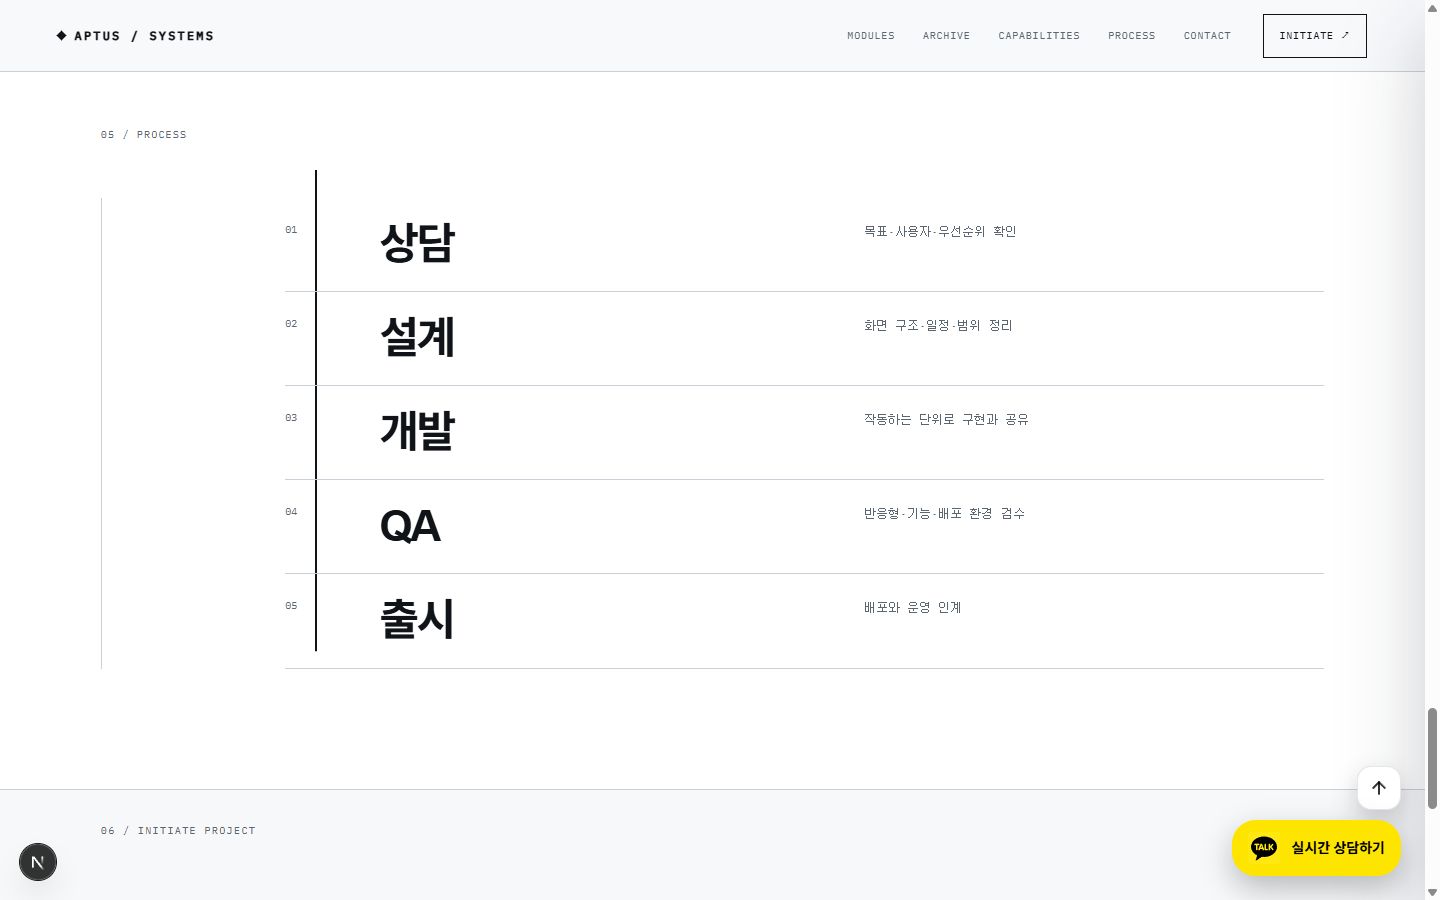 ◆ APTUS / SYSTEMS
MODULES ARCHIVE CAPABILITIES PROCESS CONTACT INITIATE ↗
05 / PROCESS
01 상담 목표·사용자·우선순위 확인
02 설계 화면 구조·일정·범위 정리
03 개발 작동하는 단위로 구현과 공유
04 QA 반응형·기능·배포 환경 검수
05 출시 배포와 운영 인계
06 / INITIATE PROJECT
N
TALK 실시간 상담하기